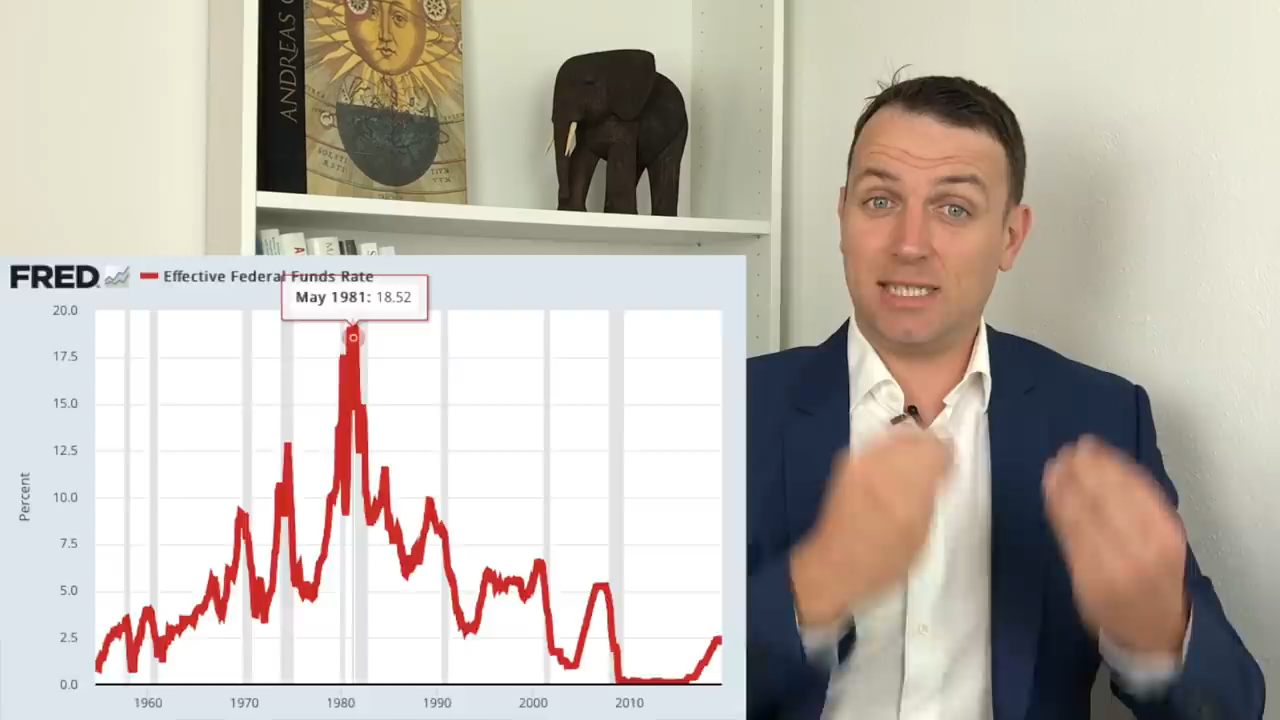 ANDREAS C
FRED Effective Federal Funds Rate
May 1981: 18.52
20.0
17.5
15.0
12.5
10.0
7.5
5.0
2.5
0.0
Percent
1960 1970 1980 1990 2000 2010